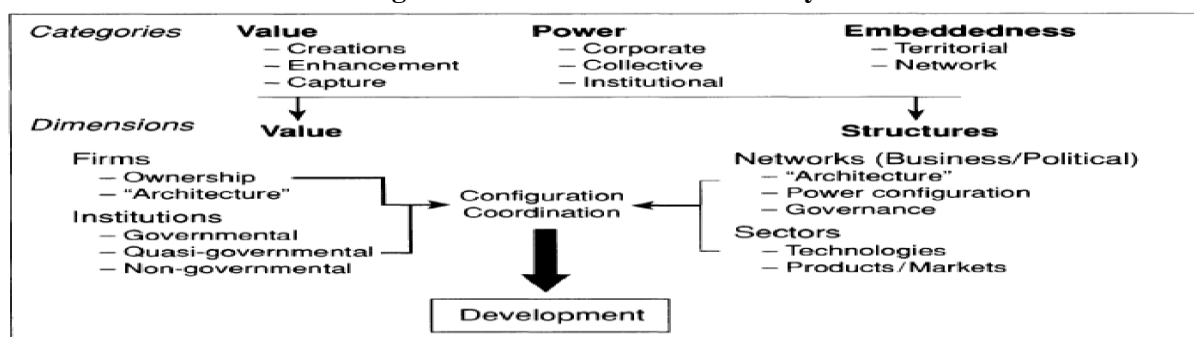 Categories Value Power Embeddedness
– Creations – Corporate – Territorial
– Enhancement – Collective – Network
– Capture – Institutional
Dimensions Value Structures
Firms Networks (Business/Political)
– Ownership – "Architecture"
– "Architecture" Configuration – Power configuration
Institutions Coordination – Governance
– Governmental Sectors
– Quasi-governmental – Technologies
– Non-governmental – Products/Markets
Development